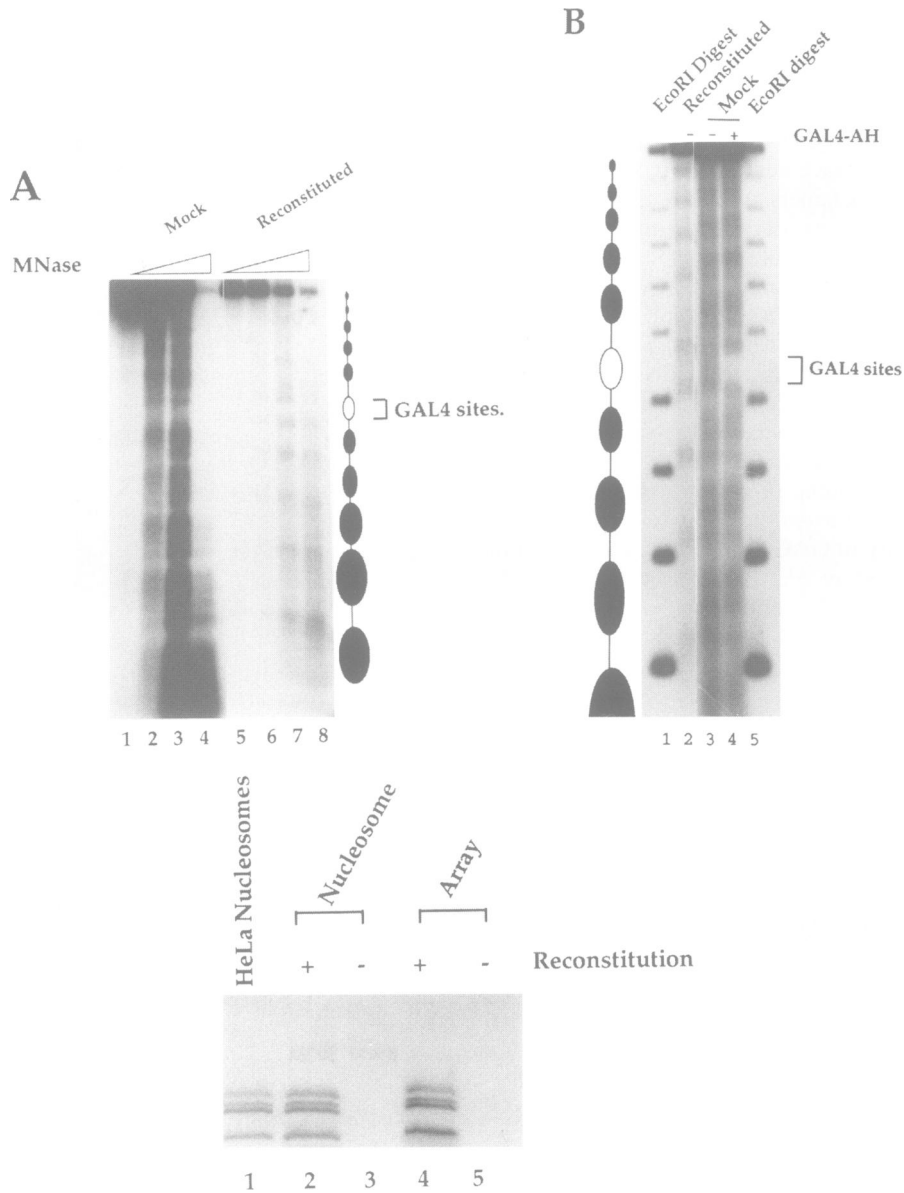 A
Mock
Reconstituted
MNase
GAL4 sites.
1 2 3 4 5 6 7 8
B
EcoRI Digest
Reconstituted
Mock
EcoRI digest
- - +
GAL4-AH
GAL4 sites
1 2 3 4 5
HeLa Nucleosomes
Nucleosome
Array
+ - + -
Reconstitution
1 2 3 4 5